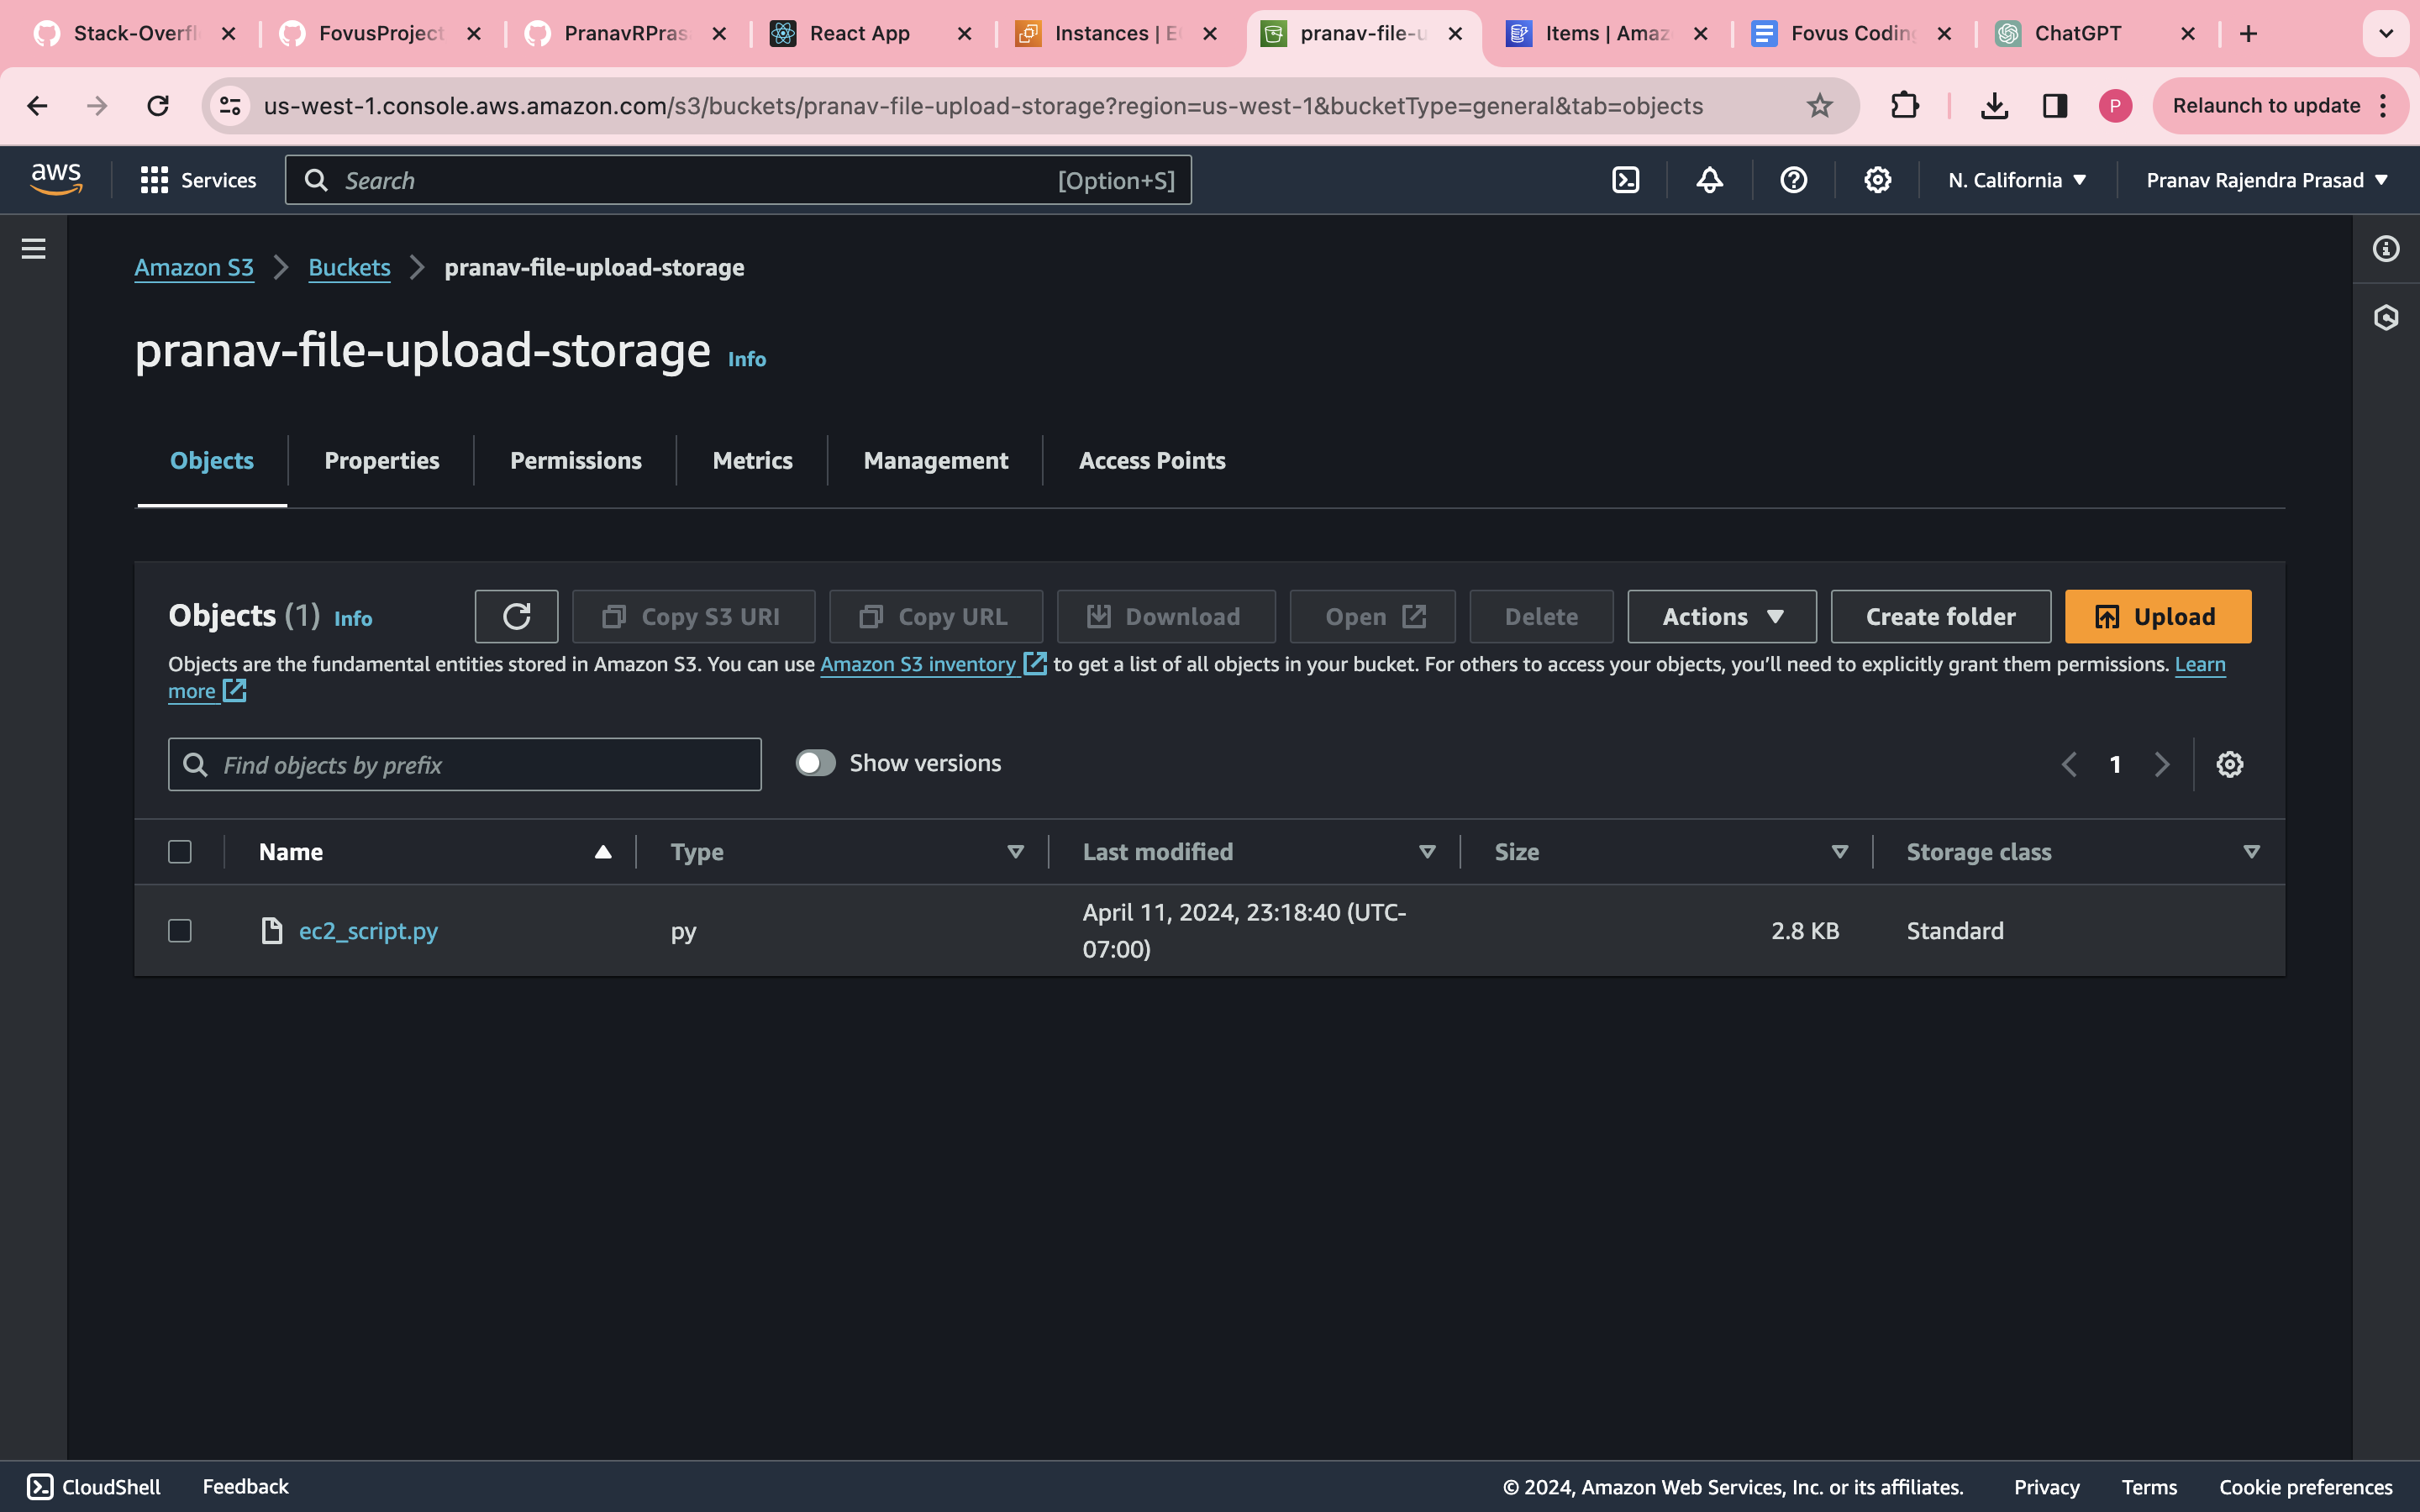 Stack-Overfl
FovusProject
PranavRPras
React App
Instances | E
pranav-file-u
Items | Amaz
Fovus Coding
ChatGPT
us-west-1.console.aws.amazon.com/s3/buckets/pranav-file-upload-storage?region=us-west-1&bucketType=general&tab=objects
P
Relaunch to update
aws
Services
Search
[Option+S]
N. California
Pranav Rajendra Prasad
Amazon S3
Buckets
pranav-file-upload-storage
pranav-file-upload-storage Info
Objects
Properties
Permissions
Metrics
Management
Access Points
Objects (1) Info
Copy S3 URI
Copy URL
Download
Open
Delete
Actions
Create folder
Upload
Objects are the fundamental entities stored in Amazon S3. You can use Amazon S3 inventory to get a list of all objects in your bucket. For others to access your objects, you’ll need to explicitly grant them permissions. Learn
more
Find objects by prefix
Show versions
1
Name
Type
Last modified
Size
Storage class
ec2_script.py
py
April 11, 2024, 23:18:40 (UTC-
07:00)
2.8 KB
Standard
CloudShell
Feedback
© 2024, Amazon Web Services, Inc. or its affiliates.
Privacy
Terms
Cookie preferences